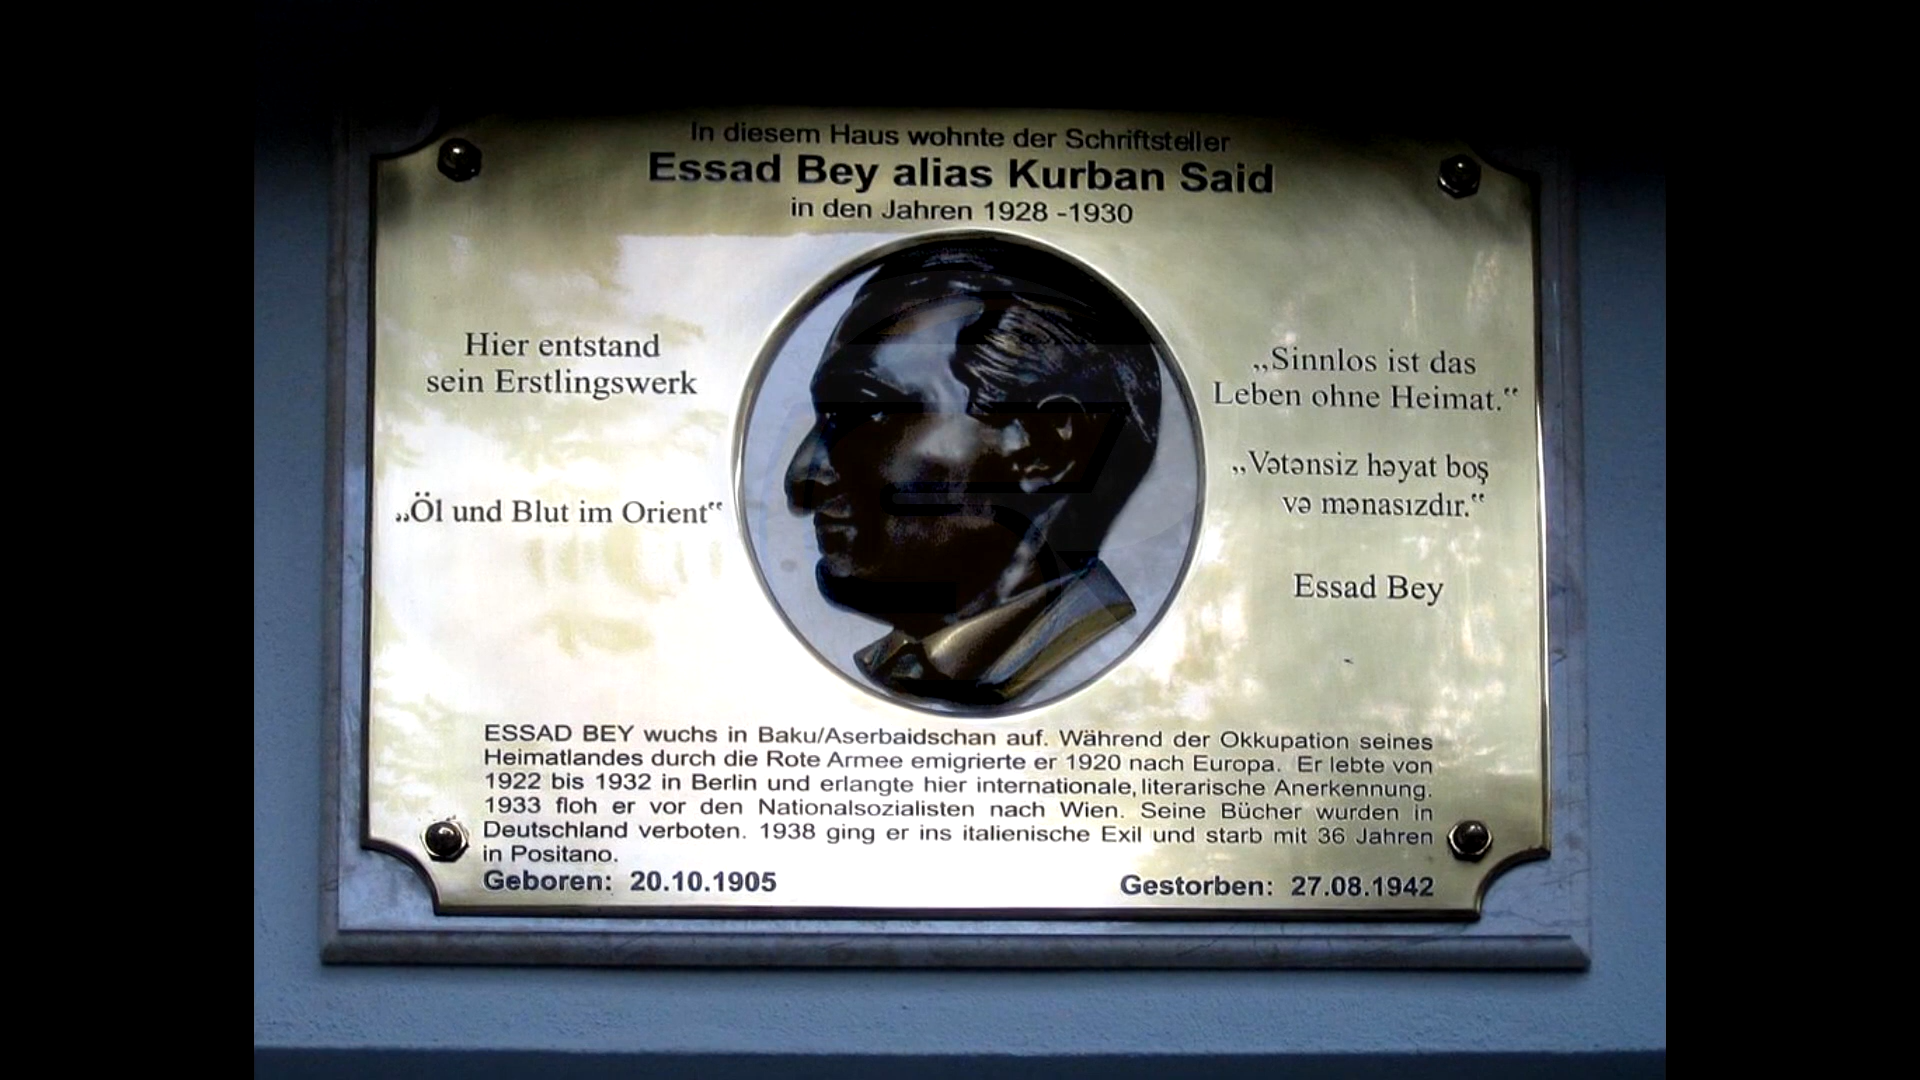 In diesem Haus wohnte der Schriftsteller
Essad Bey alias Kurban Said
in den Jahren 1928 -1930
Hier entstand
sein Erstlingswerk
„Öl und Blut im Orient“
„Sinnlos ist das
Leben ohne Heimat.“
„Vətənsiz həyat boş
və mənasızdır.“
Essad Bey
ESSAD BEY wuchs in Baku/Aserbaidschan auf. Während der Okkupation seines
Heimatlandes durch die Rote Armee emigrierte er 1920 nach Europa. Er lebte von
1922 bis 1932 in Berlin und erlangte hier internationale, literarische Anerkennung.
1933 floh er vor den Nationalsozialisten nach Wien. Seine Bücher wurden in
Deutschland verboten. 1938 ging er ins italienische Exil und starb mit 36 Jahren
in Positano.
Geboren: 20.10.1905 Gestorben: 27.08.1942